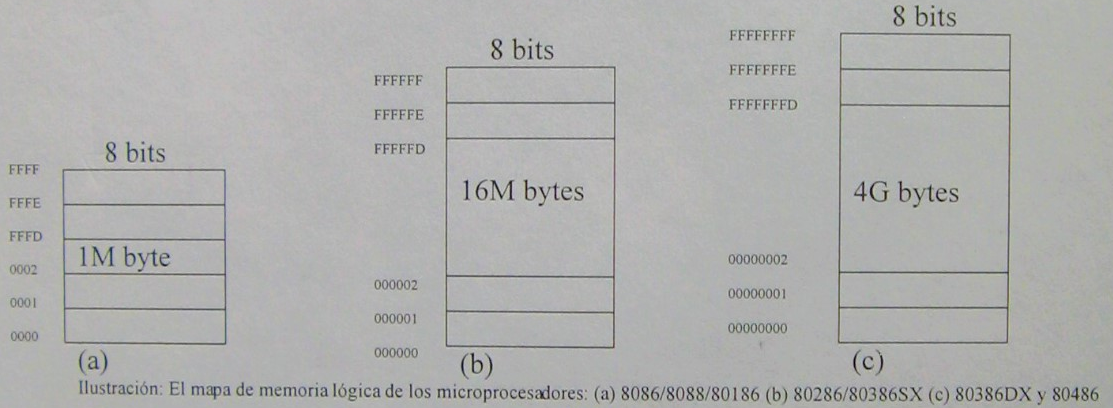 8 bits
FFFF
FFFE
FFFD
1M byte
0002
0001
0000
(a)
8 bits
FFFFFF
FFFFFE
FFFFFD
16M bytes
000002
000001
000000
(b)
8 bits
FFFFFFFF
FFFFFFFE
FFFFFFFD
4G bytes
00000002
00000001
00000000
(c)
Ilustración: El mapa de memoria lógica de los microprocesadores: (a) 8086/8088/80186 (b) 80286/80386SX (c) 80386DX y 80486